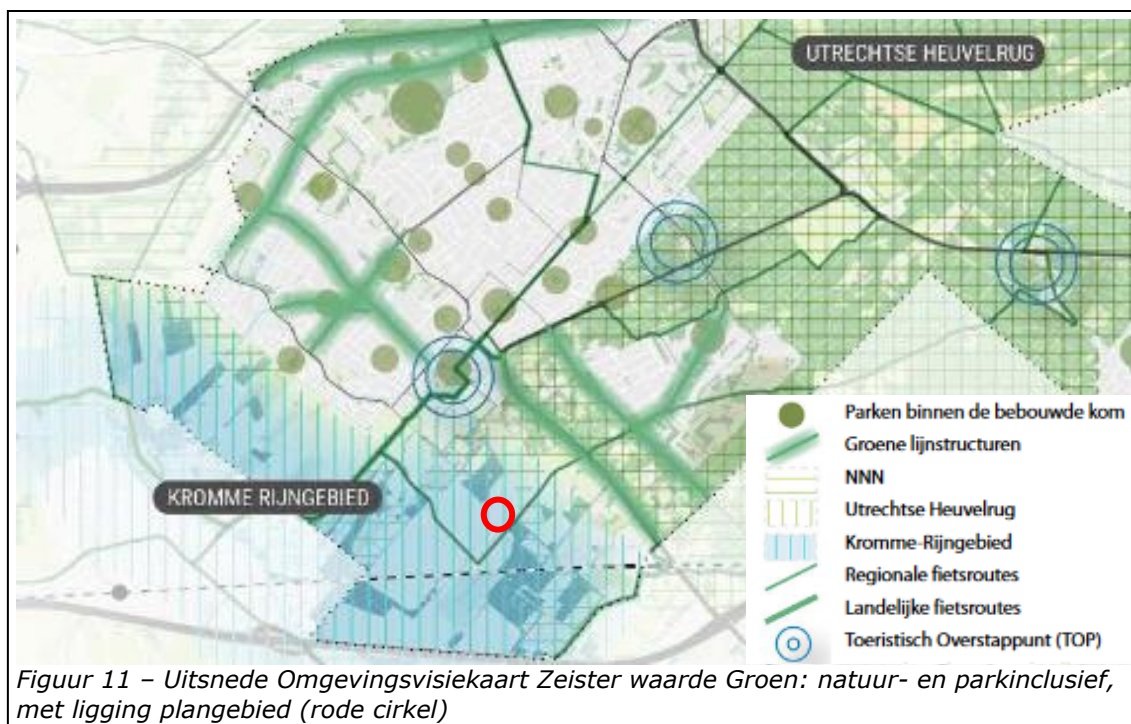 UTRECHTSE HEUVELRUG
KROMME RIJNGEBIED
Parken binnen de bebouwde kom
Groene lijnstructuren
NNN
Utrechtse Heuvelrug
Kromme-Rijngebied
Regionale fietsroutes
Landelijke fietsroutes
Toeristisch Overstappunt (TOP)
Figuur 11 – Uitsnede Omgevingsvisiekaart Zeister waarde Groen: natuur- en parkinclusief,
met ligging plangebied (rode cirkel)